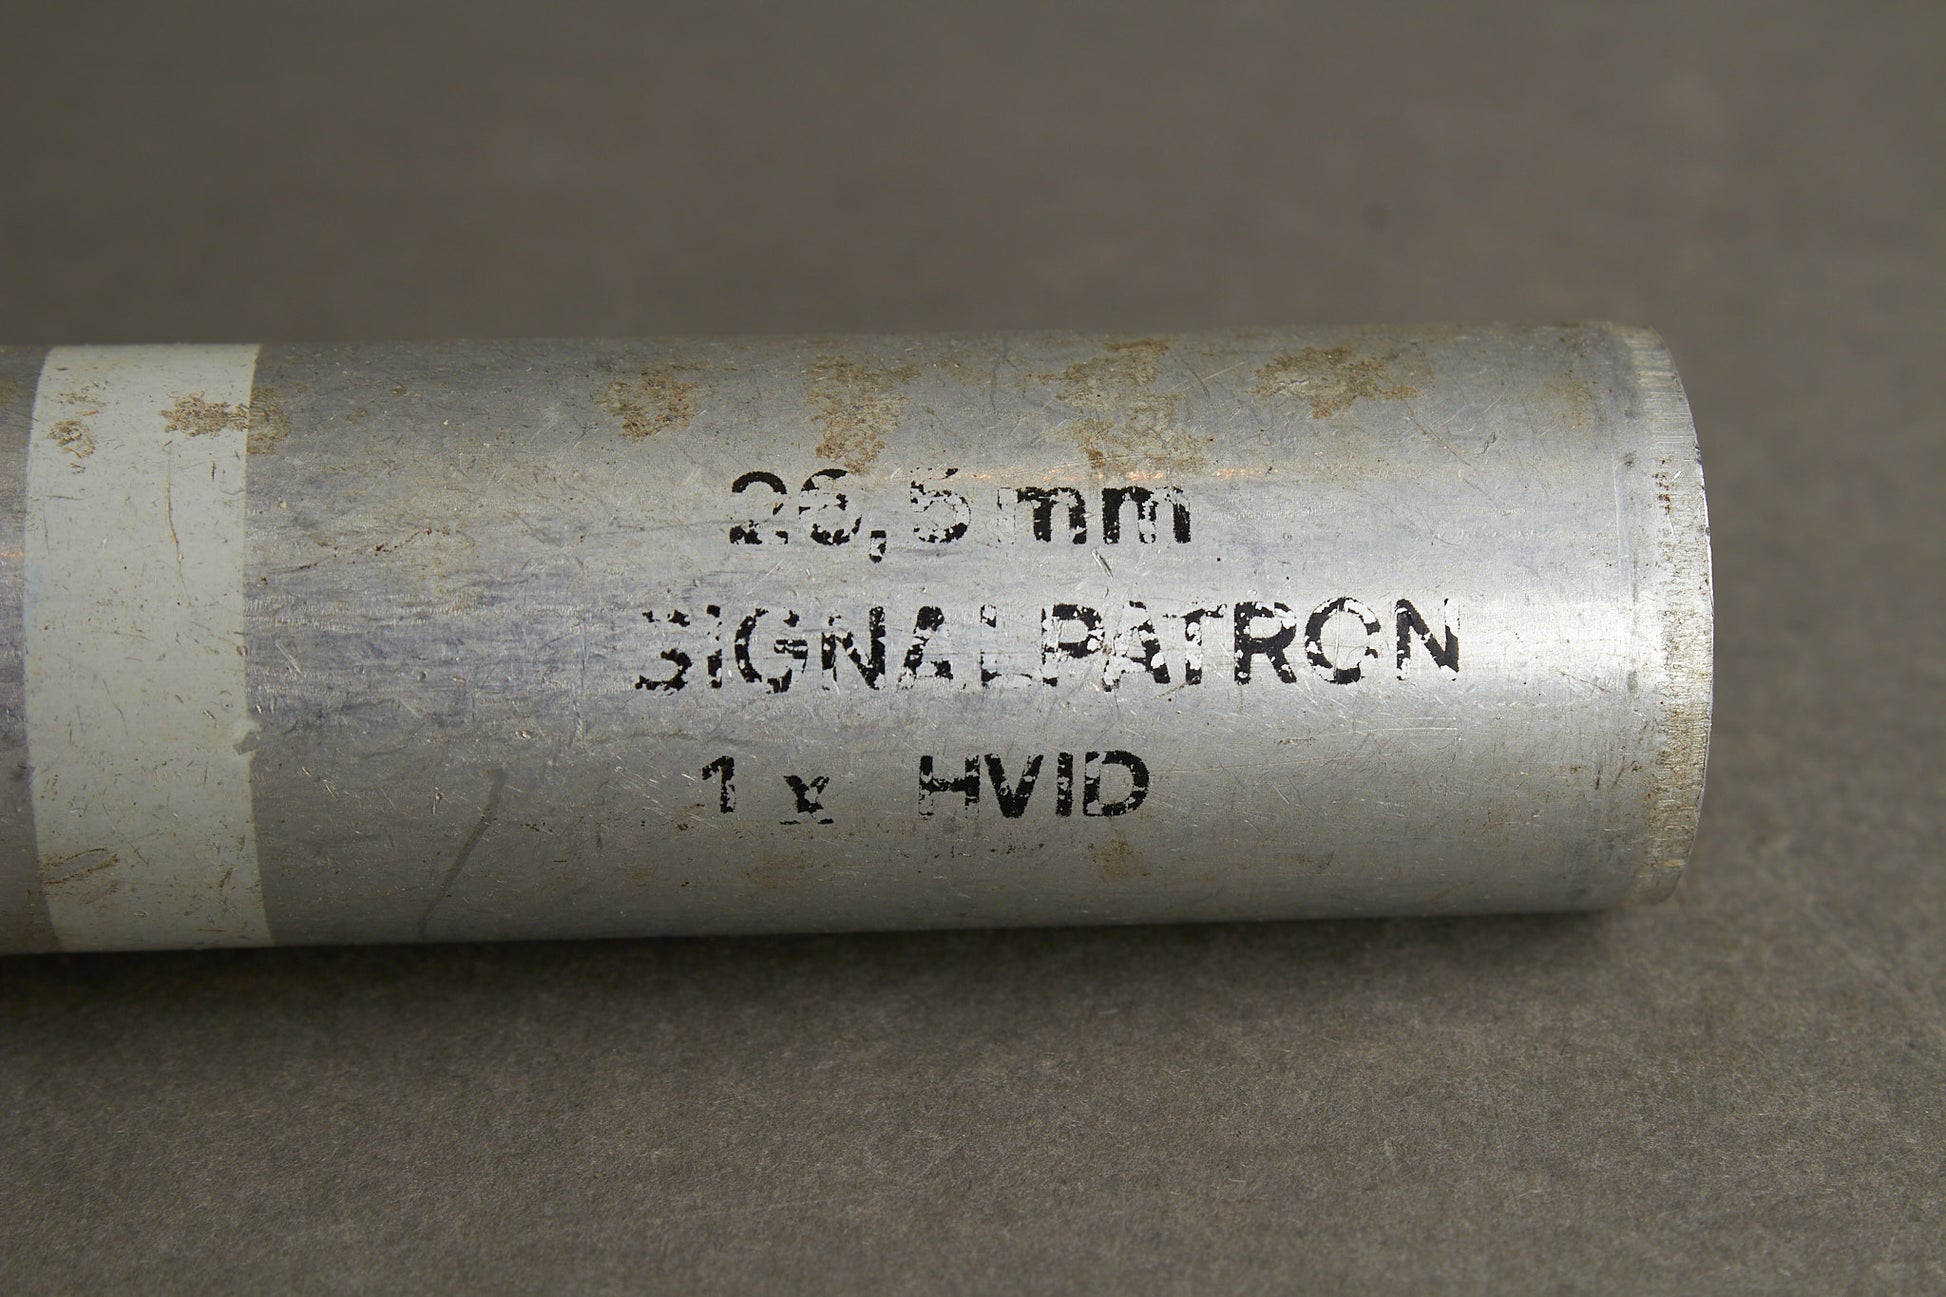 26,5 mm
SIGNALPATRON
1 x HVID